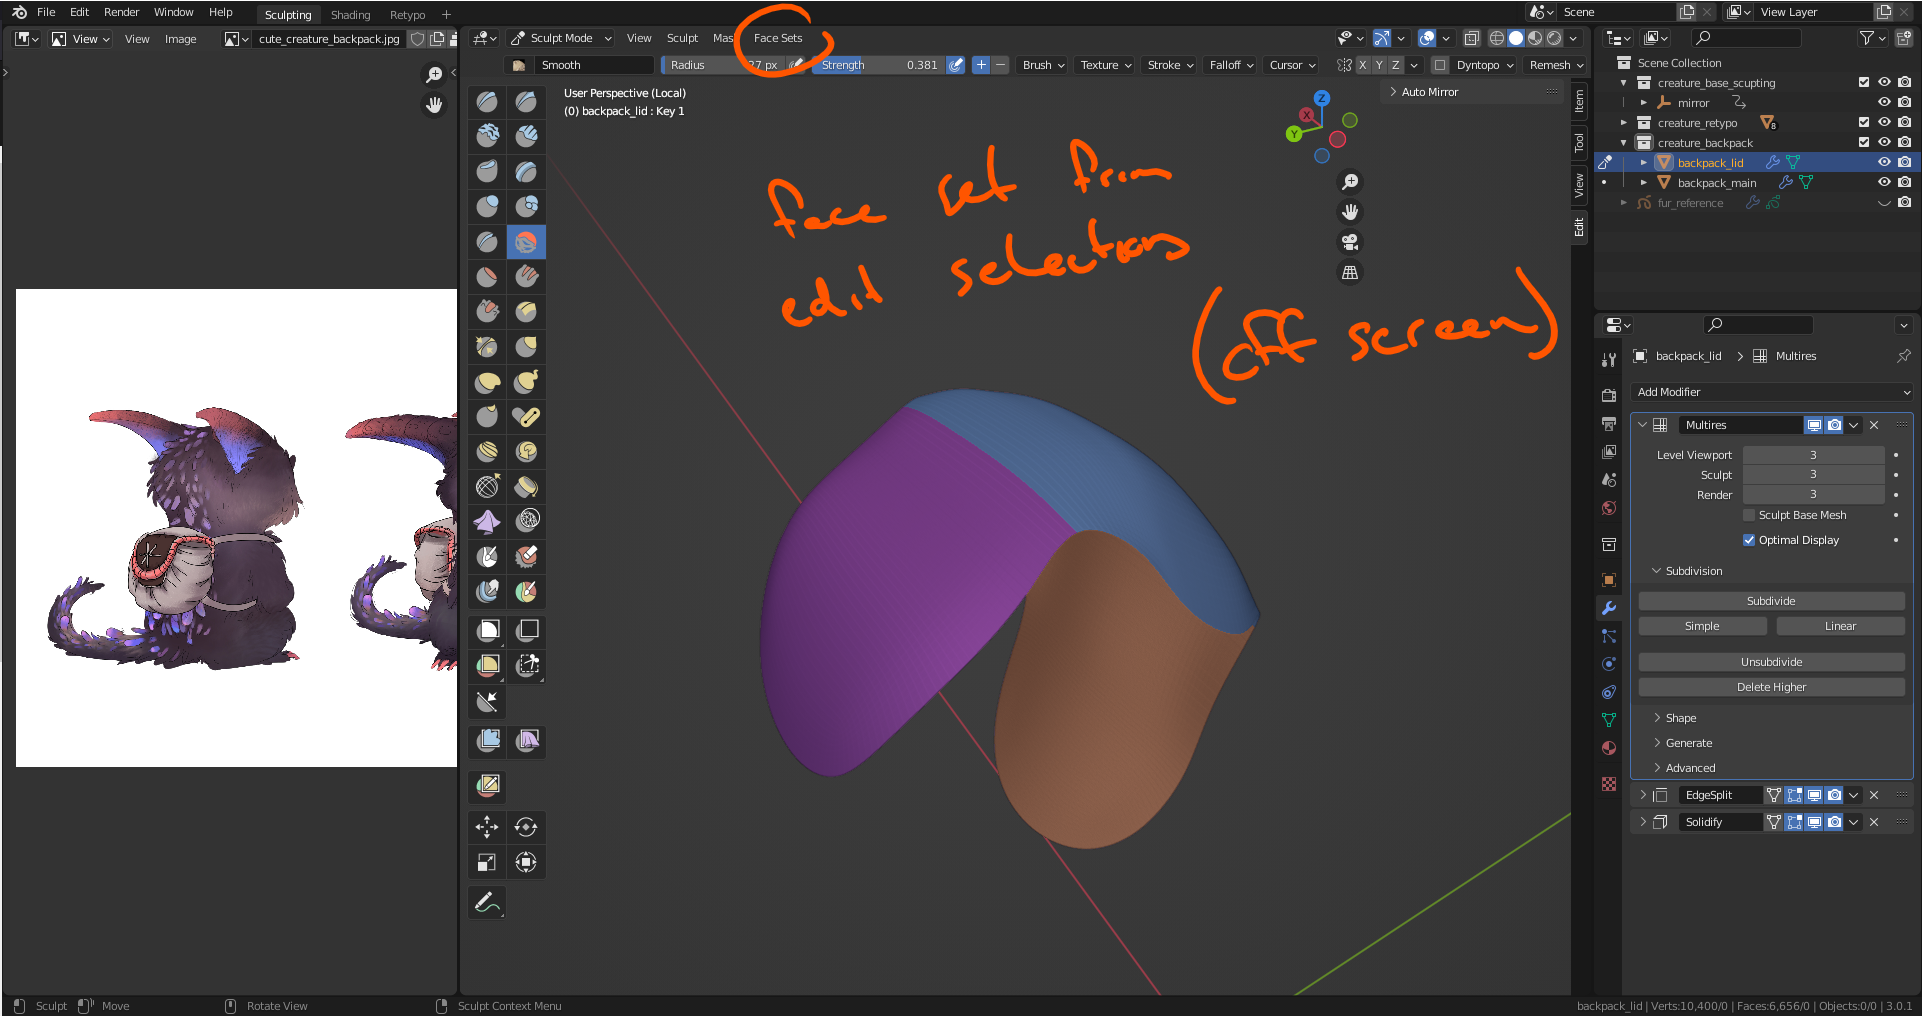 File Edit Render Window Help Sculpting Shading Retypo + Scene View Layer
View View Image cute_creature_backpack.jpg Sculpt Mode View Sculpt Mas Face Sets
Smooth Radius 37 px Strength 0.381 + − Brush Texture Stroke Falloff Cursor X Y Z Dyntopo Remesh
User Perspective (Local)
(0) backpack_lid : Key 1
Auto Mirror
Z
X
Y
Item
Tool
View
Edit
face set from
edit selections
(off screen)
Scene Collection
creature_base_scupting
mirror
creature_retypo 8
creature_backpack
backpack_lid
backpack_main
fur_reference
backpack_lid > Multires
Add Modifier
Multires
Level Viewport 3
Sculpt 3
Render 3
Sculpt Base Mesh
Optimal Display
Subdivision
Subdivide
Simple Linear
Unsubdivide
Delete Higher
Shape
Generate
Advanced
EdgeSplit
Solidify
Sculpt Move Rotate View Sculpt Context Menu backpack_lid | Verts:10,400/0 | Faces:6,656/0 | Objects:0/0 | 3.0.1